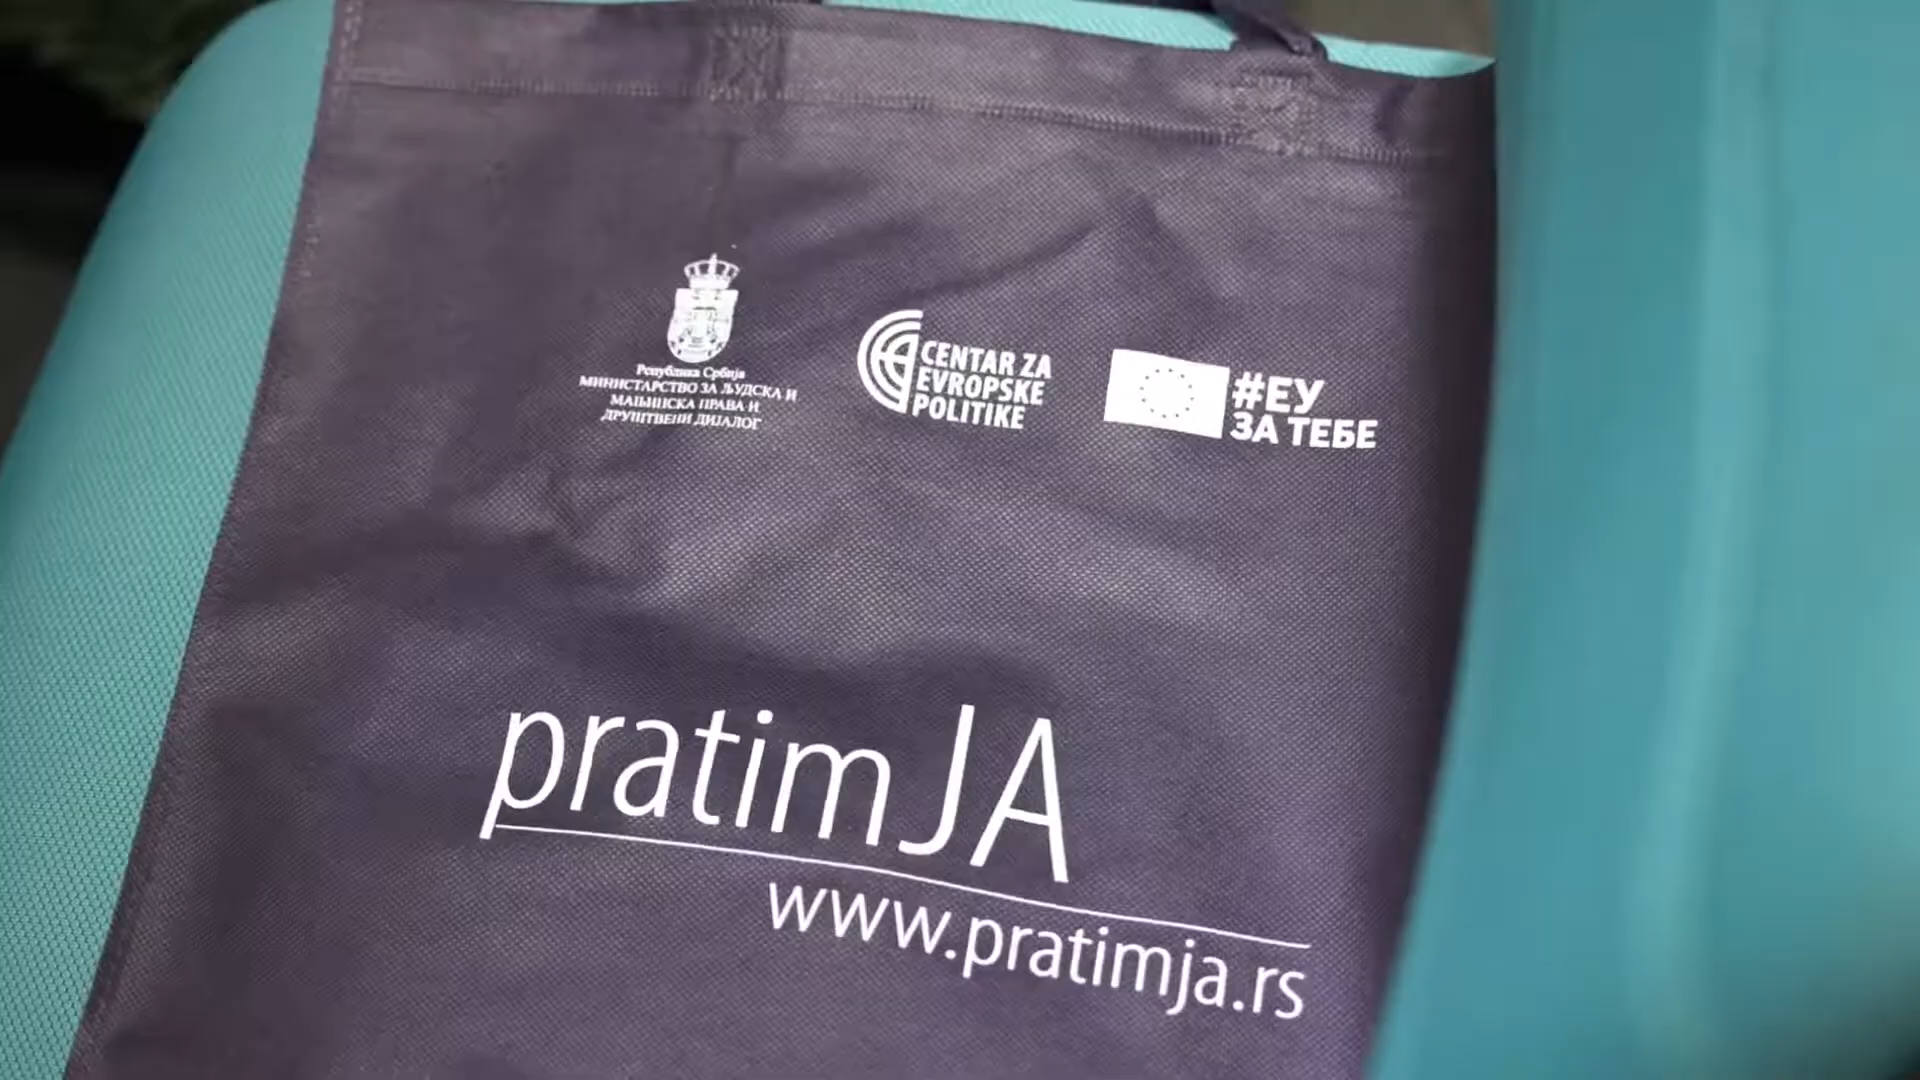 Република Србија
МИНИСТАРСТВО ЗА ЉУДСКА И
МАЊИНСКА ПРАВА И
ДРУШТВЕНИ ДИЈАЛОГ
CENTAR ZA
EVROPSKE
POLITIKE
#ЕУ
ЗА ТЕБЕ
pratimJA
www.pratimja.rs